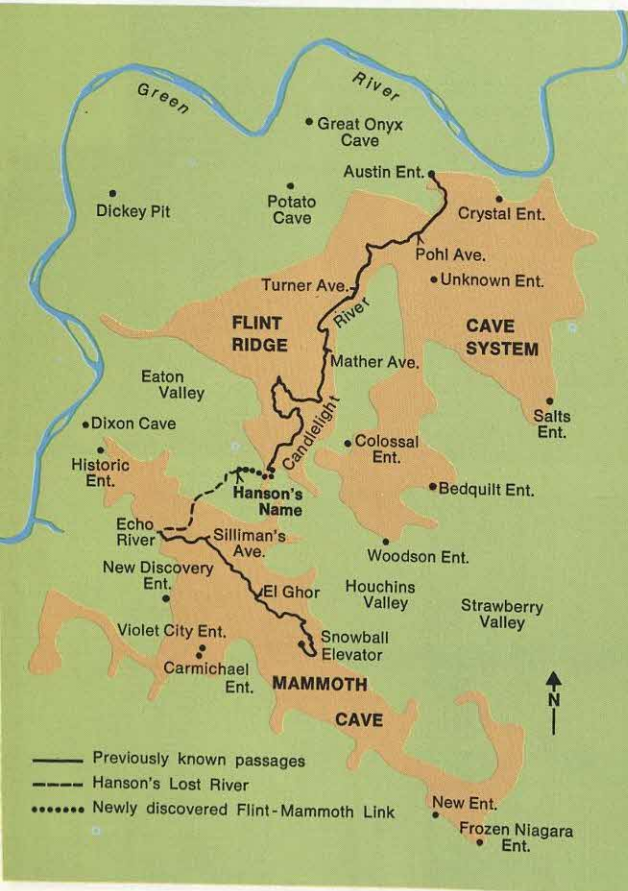 Green
River
Great Onyx
Cave
Austin Ent.
Dickey Pit
Potato
Cave
Crystal Ent.
Pohl Ave.
Turner Ave.
Unknown Ent.
River
FLINT
RIDGE
CAVE
SYSTEM
Mather Ave.
Eaton
Valley
Candlelight
Salts
Ent.
Dixon Cave
Colossal
Ent.
Historic
Ent.
Hanson's
Name
Bedquilt Ent.
Echo
River
Silliman's
Ave.
Woodson Ent.
New Discovery
Ent.
El Ghor
Houchins
Valley
Strawberry
Valley
Violet City Ent.
Snowball
Elevator
Carmichael
Ent.
MAMMOTH
CAVE
N
Previously known passages
Hanson's Lost River
Newly discovered Flint-Mammoth Link
New Ent.
Frozen Niagara
Ent.